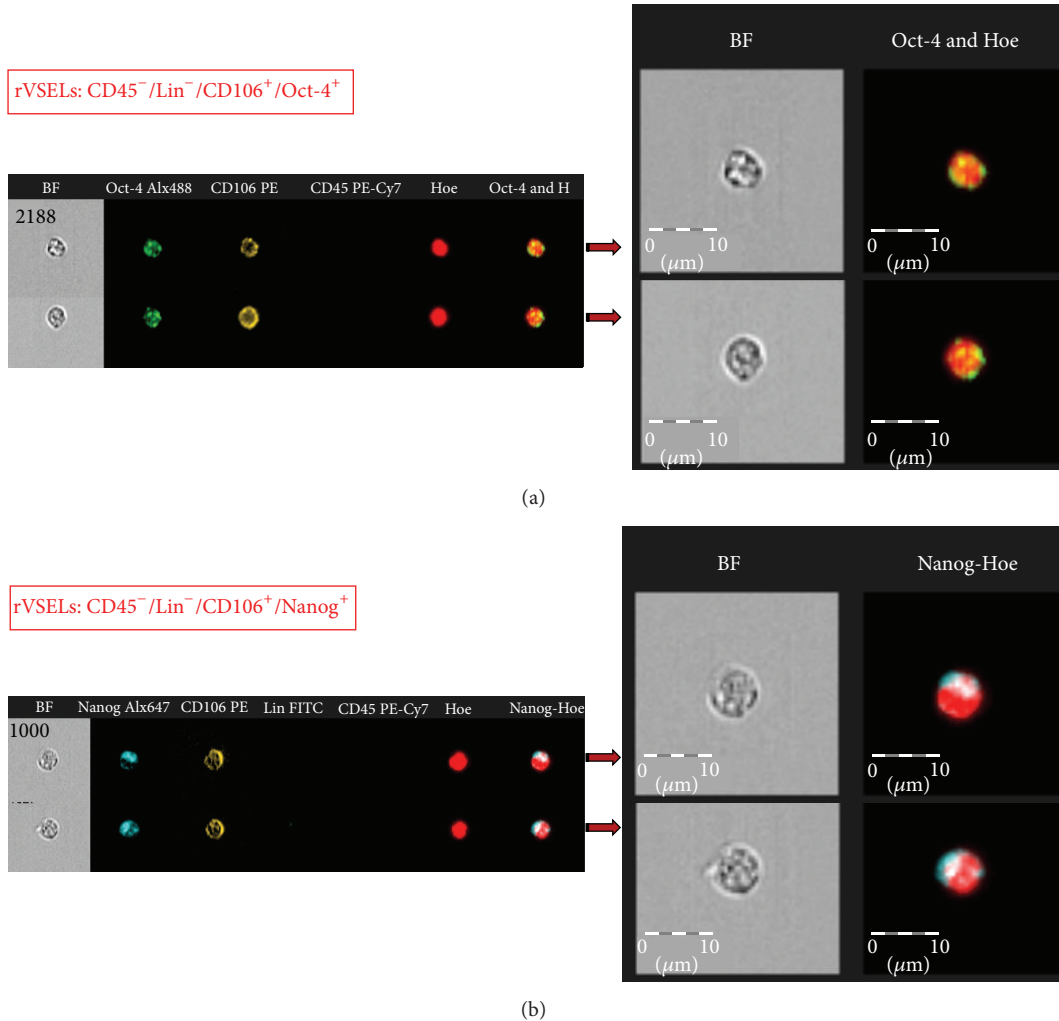 rVSELs: CD45⁻/Lin⁻/CD106⁺/Oct-4⁺
BF Oct-4 Alx488 CD106 PE CD45 PE-Cy7 Hoe Oct-4 and H
2188
BF Oct-4 and Hoe
0 10 0 10
(μm) (μm)
0 10 0 10
(μm) (μm)
(a)
rVSELs: CD45⁻/Lin⁻/CD106⁺/Nanog⁺
BF Nanog Alx647 CD106 PE Lin FITC CD45 PE-Cy7 Hoe Nanog-Hoe
1000
BF Nanog-Hoe
0 10 0 10
(μm) (μm)
0 10 0 10
(μm) (μm)
(b)